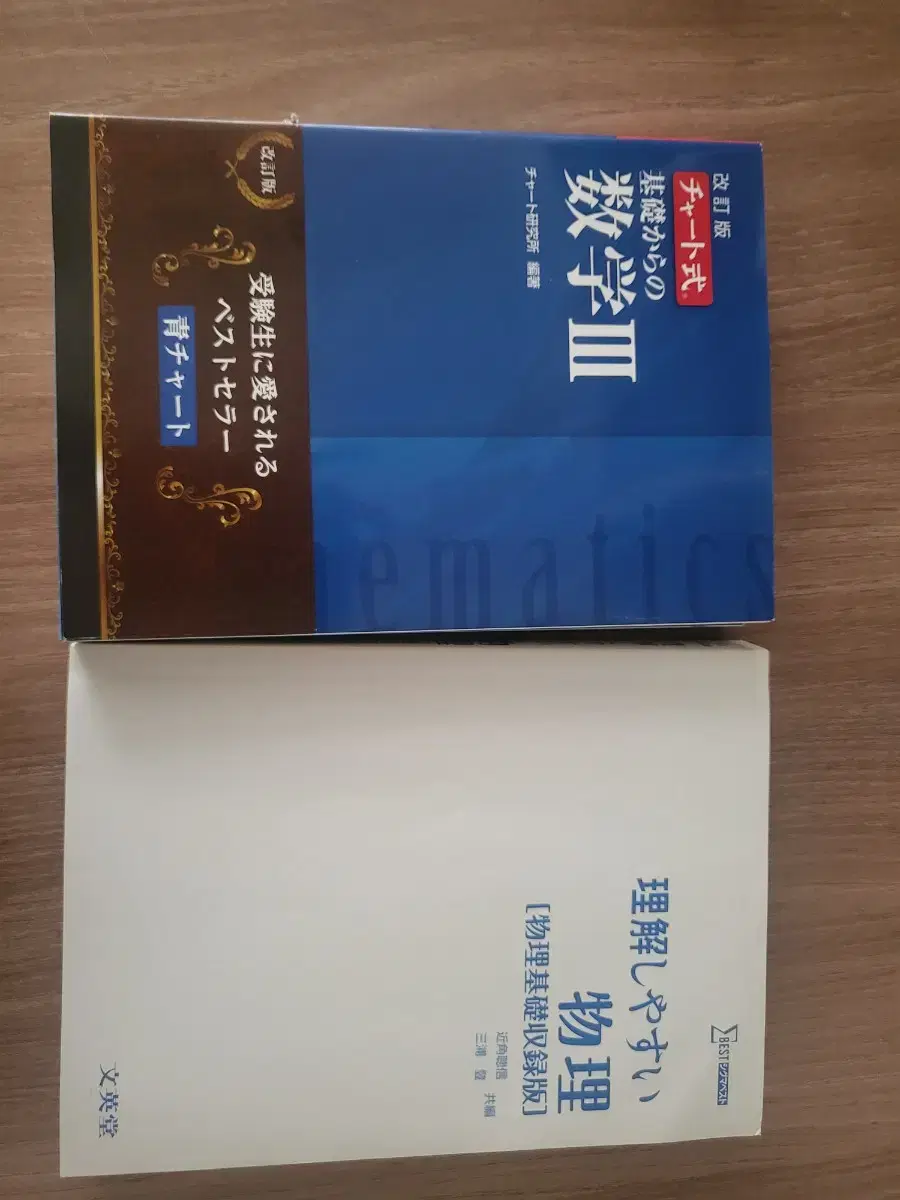 改訂版
チャート式®
基礎からの
数学III
チャート研究所 編著
改訂版
受験生に愛される
ベストセラー
青チャート
ematics
ΣBEST
シグマベスト
理解しやすい
物理
[物理基礎収録版]
近角聰信
三浦 登 共編
文英堂